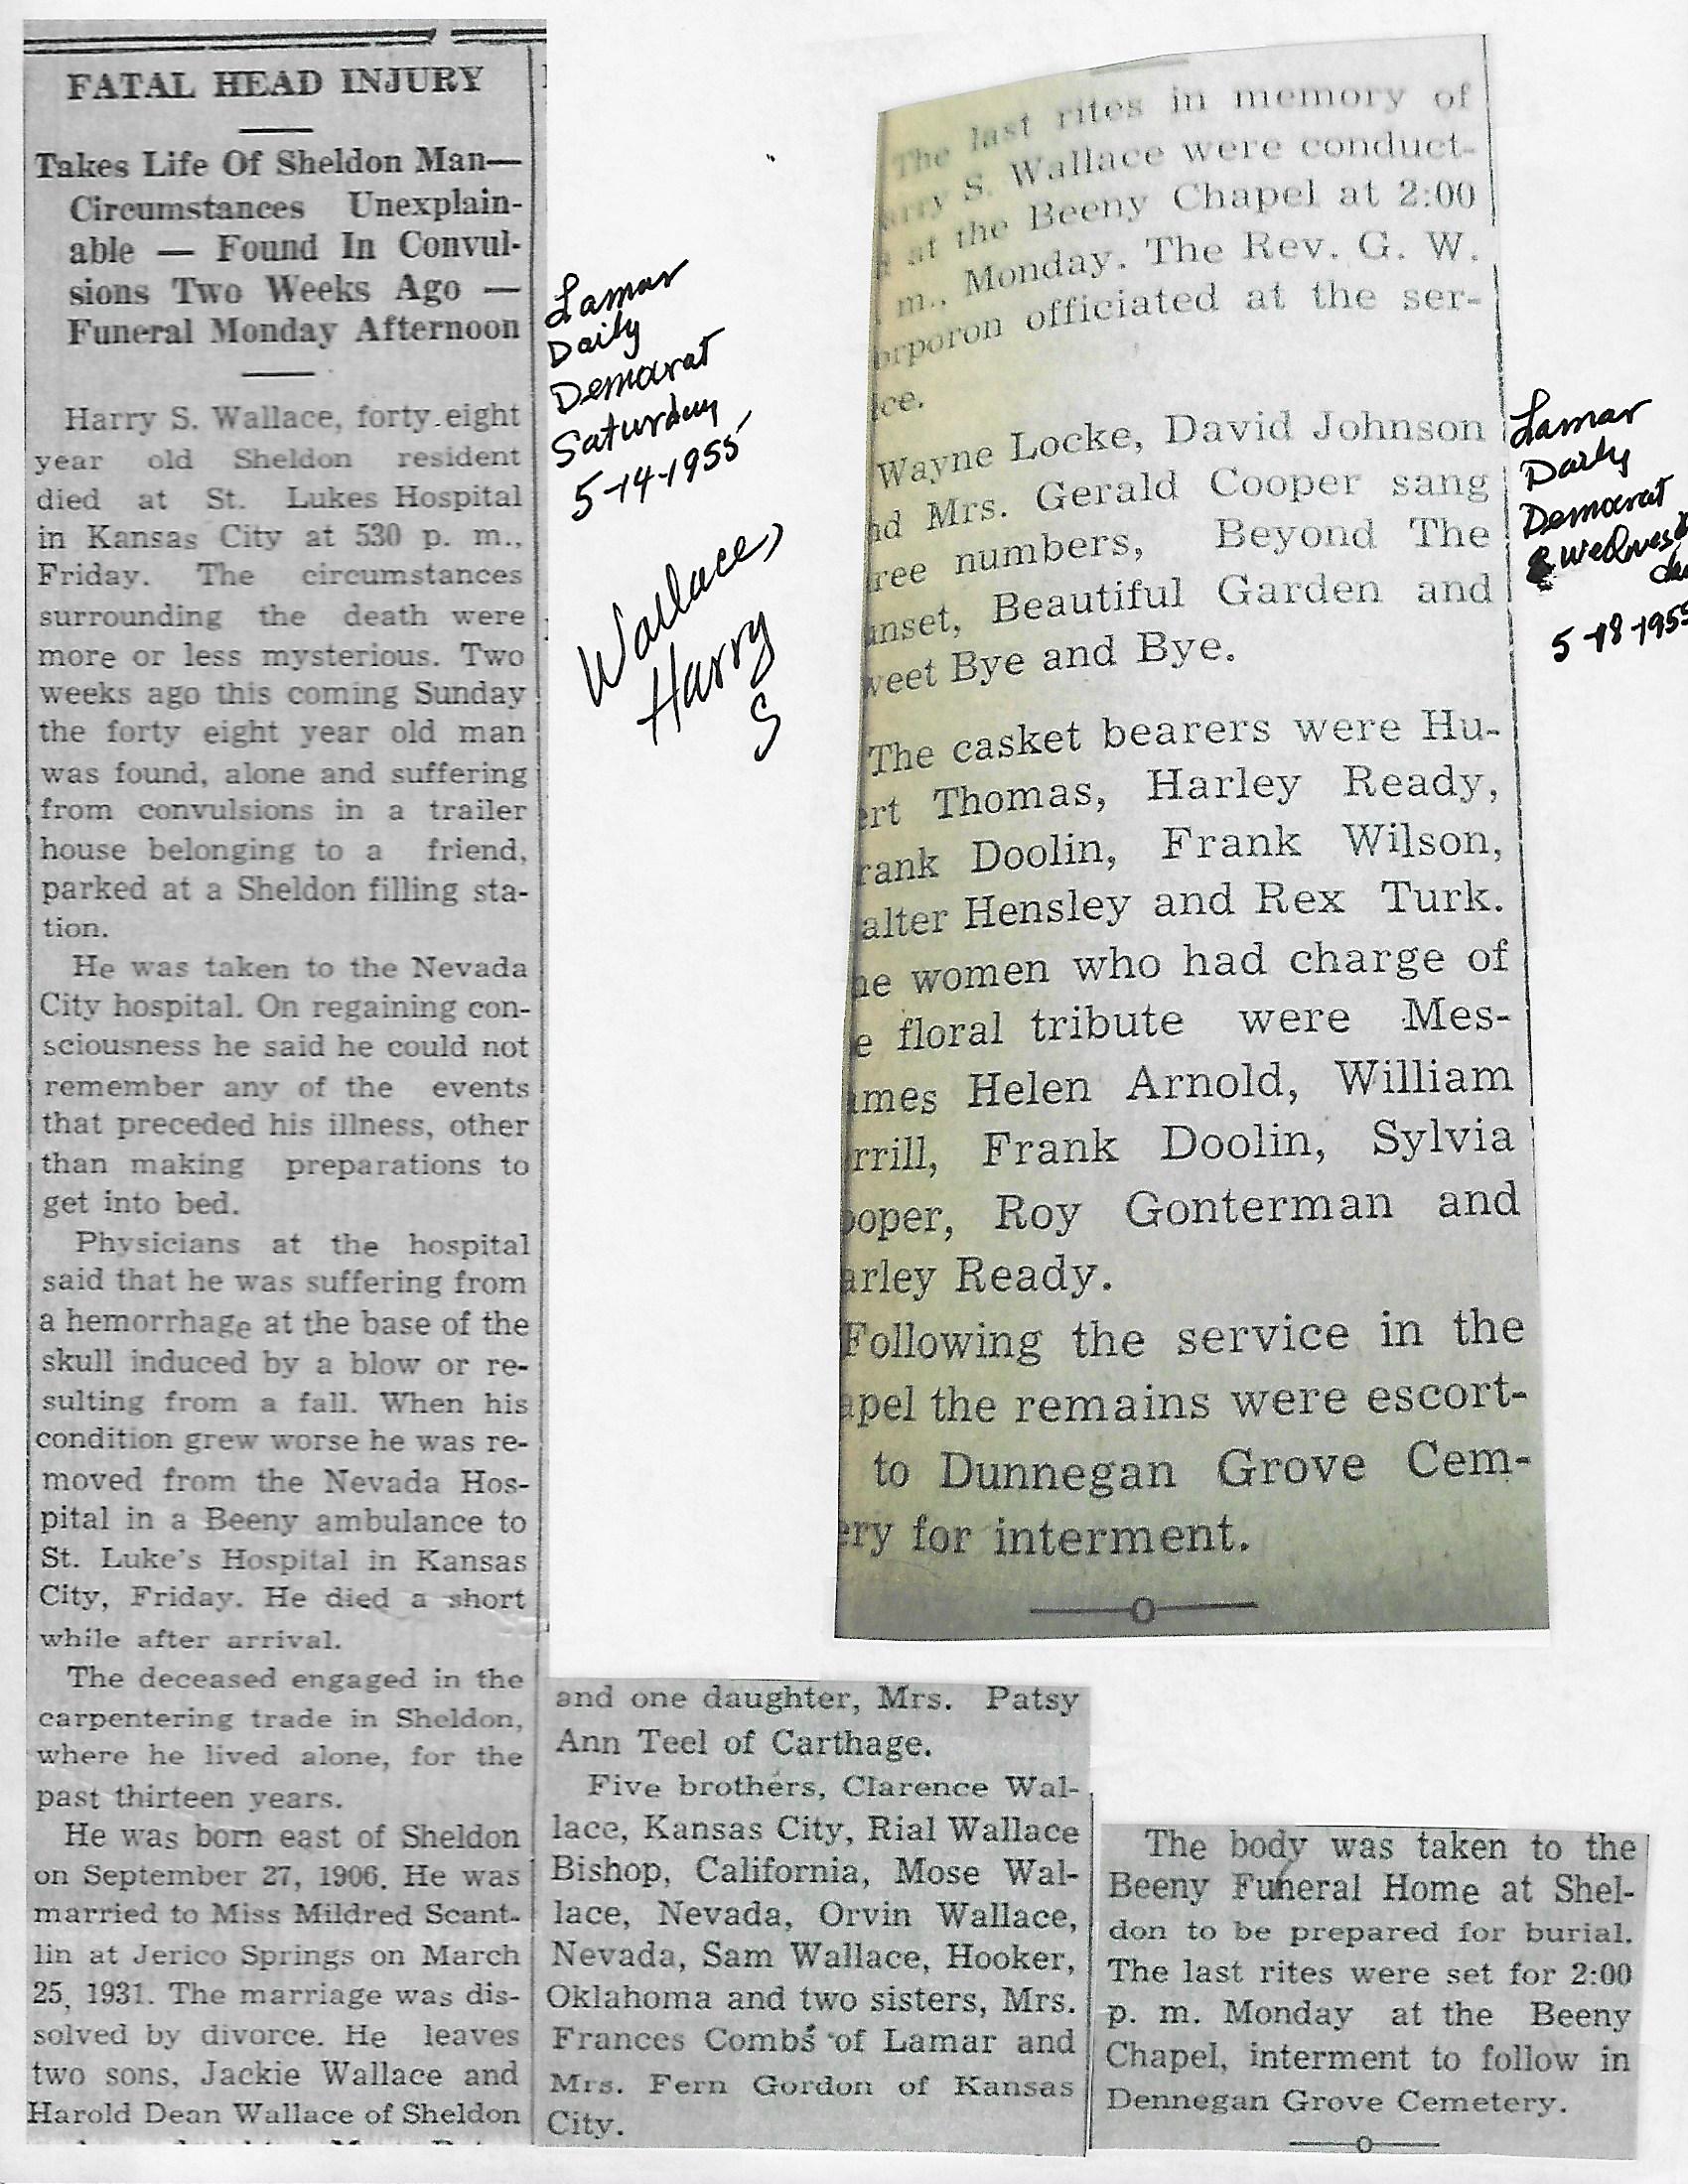 FATAL HEAD INJURY
Takes Life Of Sheldon Man—
Circumstances Unexplain-
able — Found In Convul-
sions Two Weeks Ago —
Funeral Monday Afternoon
Harry S. Wallace, forty eight
year old Sheldon resident
died at St. Lukes Hospital
in Kansas City at 530 p. m.,
Friday. The circumstances
surrounding the death were
more or less mysterious. Two
weeks ago this coming Sunday
the forty eight year old man
was found, alone and suffering
from convulsions in a trailer
house belonging to a friend,
parked at a Sheldon filling sta-
tion.
He was taken to the Nevada
City hospital. On regaining con-
sciousness he said he could not
remember any of the events
that preceded his illness, other
than making preparations to
get into bed.
Physicians at the hospital
said that he was suffering from
a hemorrhage at the base of the
skull induced by a blow or re-
sulting from a fall. When his
condition grew worse he was re-
moved from the Nevada Hos-
pital in a Beeny ambulance to
St. Luke's Hospital in Kansas
City, Friday. He died a short
while after arrival.
The deceased engaged in the
carpentering trade in Sheldon,
where he lived alone, for the
past thirteen years.
He was born east of Sheldon
on September 27, 1906. He was
married to Miss Mildred Scant-
lin at Jerico Springs on March
25, 1931. The marriage was dis-
solved by divorce. He leaves
two sons, Jackie Wallace and
Harold Dean Wallace of Sheldon
and one daughter, Mrs. Patsy
Ann Teel of Carthage.
Five brothers, Clarence Wal-
lace, Kansas City, Rial Wallace
Bishop, California, Mose Wal-
lace, Nevada, Orvin Wallace,
Nevada, Sam Wallace, Hooker,
Oklahoma and two sisters, Mrs.
Frances Combs of Lamar and
Mrs. Fern Gordon of Kansas
City.
The body was taken to the
Beeny Funeral Home at Shel-
don to be prepared for burial.
The last rites were set for 2:00
p. m. Monday at the Beeny
Chapel, interment to follow in
Dennegan Grove Cemetery.
Lamar
Daily
Democrat
Saturday
5-14-1955
Wallace,
Harry
S
The last rites in memory of
arry S. Wallace were conduct-
at the Beeny Chapel at 2:00
m., Monday. The Rev. G. W.
orporon officiated at the ser-
ice.
Wayne Locke, David Johnson
nd Mrs. Gerald Cooper sang
ree numbers, Beyond The
unset, Beautiful Garden and
weet Bye and Bye.
The casket bearers were Hu-
ert Thomas, Harley Ready,
rank Doolin, Frank Wilson,
alter Hensley and Rex Turk.
he women who had charge of
e floral tribute were Mes-
ames Helen Arnold, William
rrill, Frank Doolin, Sylvia
ooper, Roy Gonterman and
arley Ready.
Following the service in the
apel the remains were escort-
to Dunnegan Grove Cem-
ery for interment.
Lamar
Daily
Democrat
5-18-1955